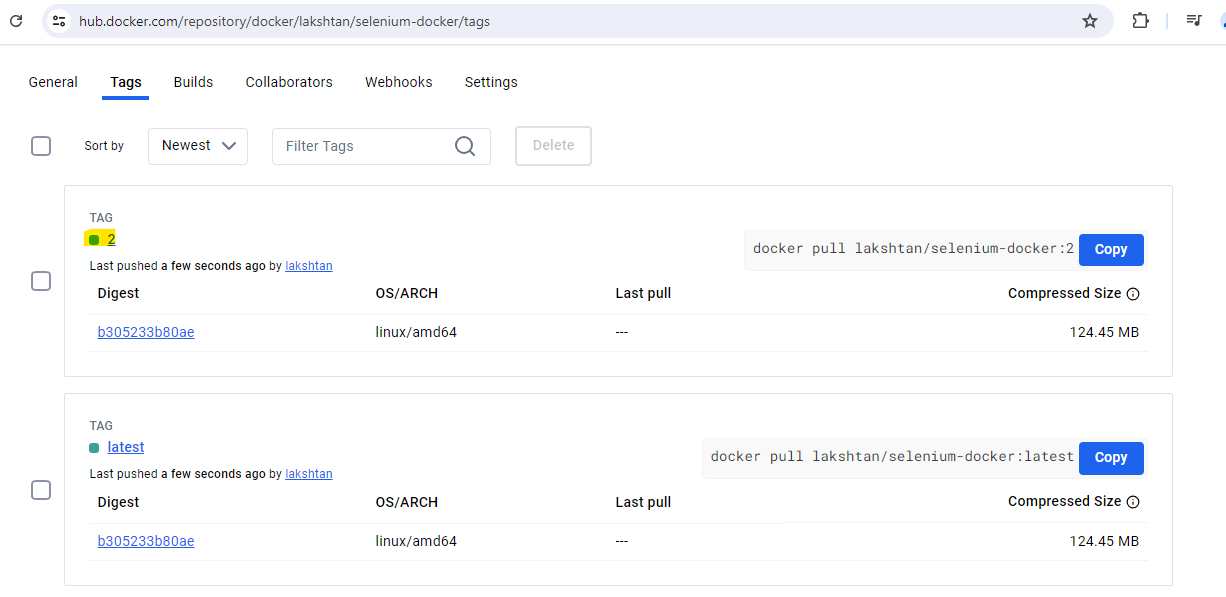 hub.docker.com/repository/docker/lakshtan/selenium-docker/tags
General Tags Builds Collaborators Webhooks Settings
Sort by Newest Filter Tags Delete
TAG
2
docker pull lakshtan/selenium-docker:2 Copy
Last pushed a few seconds ago by lakshtan
Digest OS/ARCH Last pull Compressed Size
b305233b80ae linux/amd64 --- 124.45 MB
TAG
latest
docker pull lakshtan/selenium-docker:latest Copy
Last pushed a few seconds ago by lakshtan
Digest OS/ARCH Last pull Compressed Size
b305233b80ae linux/amd64 --- 124.45 MB